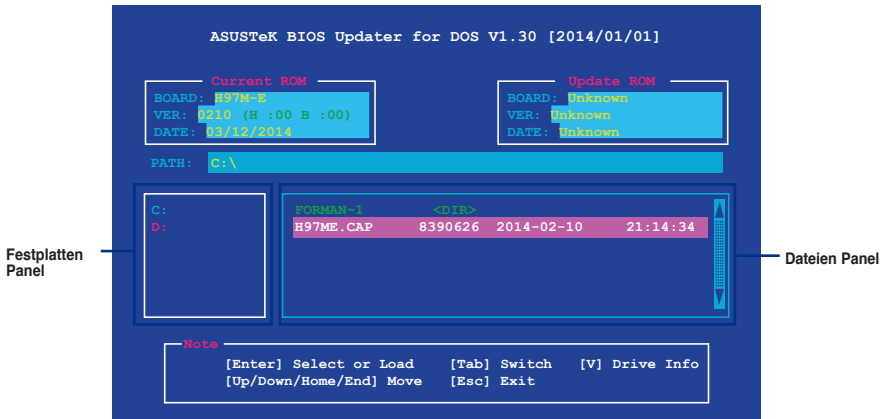 ASUSTeK BIOS Updater for DOS V1.30 [2014/01/01]
Current ROM
BOARD: H97M-E
VER: 0210 (H :00 B :00)
DATE: 03/12/2014
Update ROM
BOARD: Unknown
VER: Unknown
DATE: Unknown
PATH: C:\
C:
D:
FORMAN~1 <DIR>
H97ME.CAP 8390626 2014-02-10 21:14:34
Festplatten
Panel
Dateien Panel
Note
[Enter] Select or Load [Tab] Switch [V] Drive Info
[Up/Down/Home/End] Move [Esc] Exit